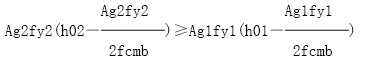 Ag2fy2 Ag1fy1
Ag2fy2(h02-————)≥Ag1fy1(h01-————)
2fcmb 2fcmb